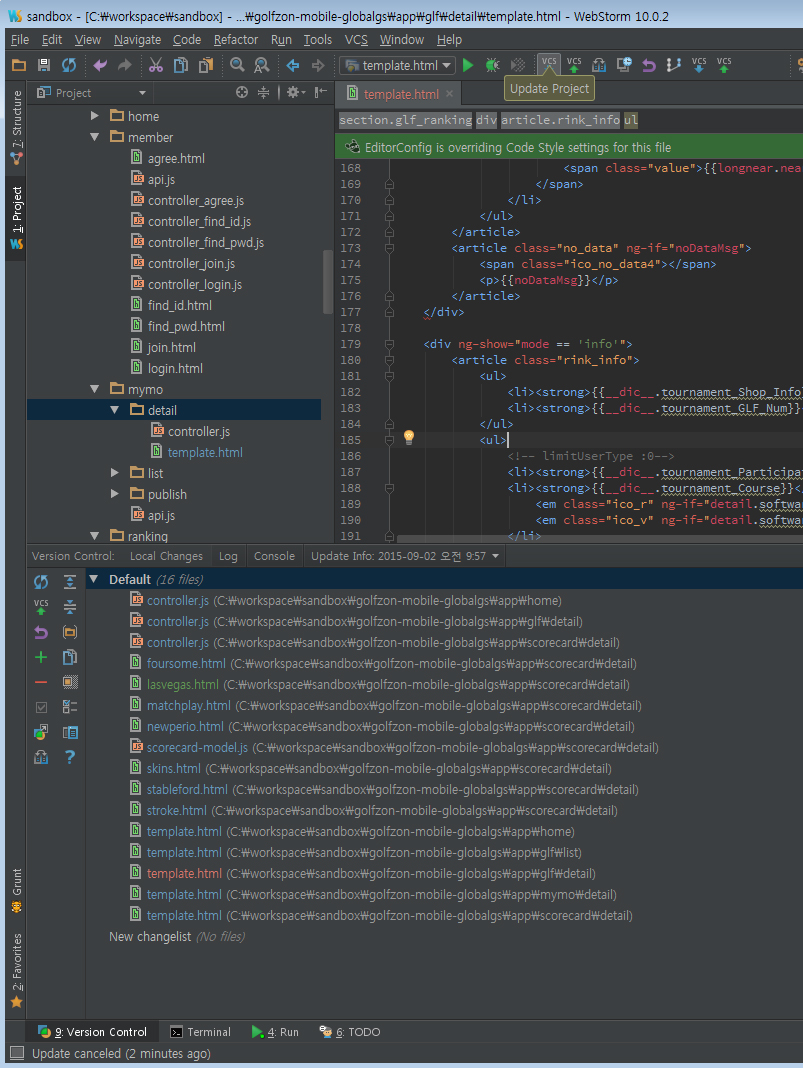 sandbox - [C:₩workspace₩sandbox] - ...₩golfzon-mobile-globalgs₩app₩glf₩detail₩template.html - WebStorm 10.0.2
File Edit View Navigate Code Refactor Run Tools VCS Window Help
template.html VCS VCS VCS VCS
Update Project
Project
template.html
section.glf_ranking div article.rink_info ul
EditorConfig is overriding Code Style settings for this file
7: Structure
1: Project
home
member
agree.html
api.js
controller_agree.js
controller_find_id.js
controller_find_pwd.js
controller_join.js
controller_login.js
find_id.html
find_pwd.html
join.html
login.html
mymo
detail
controller.js
template.html
list
publish
api.js
ranking
168 <span class="value">{{longnear.nea
169 </span>
170 </li>
171 </ul>
172 </article>
173 <article class="no_data" ng-if="noDataMsg">
174 <span class="ico_no_data4"></span>
175 <p>{{noDataMsg}}</p>
176 </article>
177 </div>
178
179 <div ng-show="mode == 'info'">
180 <article class="rink_info">
181 <ul>
182 <li><strong>{{__dic__.tournament_Shop_Info
183 <li><strong>{{__dic__.tournament_GLF_Num}}
184 </ul>
185 <ul>
186 <!-- limitUserType :0-->
187 <li><strong>{{__dic__.tournament_Participa
188 <li><strong>{{__dic__.tournament_Course}}<
189 <em class="ico_r" ng-if="detail.softwa
190 <em class="ico_v" ng-if="detail.softwa
191 </li>
Version Control: Local Changes Log Console Update Info: 2015-09-02 오전 9:57
VCS
Default (16 files)
controller.js (C:₩workspace₩sandbox₩golfzon-mobile-globalgs₩app₩home)
controller.js (C:₩workspace₩sandbox₩golfzon-mobile-globalgs₩app₩glf₩detail)
controller.js (C:₩workspace₩sandbox₩golfzon-mobile-globalgs₩app₩scorecard₩detail)
foursome.html (C:₩workspace₩sandbox₩golfzon-mobile-globalgs₩app₩scorecard₩detail)
lasvegas.html (C:₩workspace₩sandbox₩golfzon-mobile-globalgs₩app₩scorecard₩detail)
matchplay.html (C:₩workspace₩sandbox₩golfzon-mobile-globalgs₩app₩scorecard₩detail)
newperio.html (C:₩workspace₩sandbox₩golfzon-mobile-globalgs₩app₩scorecard₩detail)
scorecard-model.js (C:₩workspace₩sandbox₩golfzon-mobile-globalgs₩app₩scorecard₩detail)
skins.html (C:₩workspace₩sandbox₩golfzon-mobile-globalgs₩app₩scorecard₩detail)
stableford.html (C:₩workspace₩sandbox₩golfzon-mobile-globalgs₩app₩scorecard₩detail)
stroke.html (C:₩workspace₩sandbox₩golfzon-mobile-globalgs₩app₩scorecard₩detail)
template.html (C:₩workspace₩sandbox₩golfzon-mobile-globalgs₩app₩home)
template.html (C:₩workspace₩sandbox₩golfzon-mobile-globalgs₩app₩glf₩list)
template.html (C:₩workspace₩sandbox₩golfzon-mobile-globalgs₩app₩glf₩detail)
template.html (C:₩workspace₩sandbox₩golfzon-mobile-globalgs₩app₩mymo₩detail)
template.html (C:₩workspace₩sandbox₩golfzon-mobile-globalgs₩app₩scorecard₩detail)
New changelist (No files)
Grunt
2: Favorites
9: Version Control Terminal 4: Run 6: TODO
Update canceled (2 minutes ago)